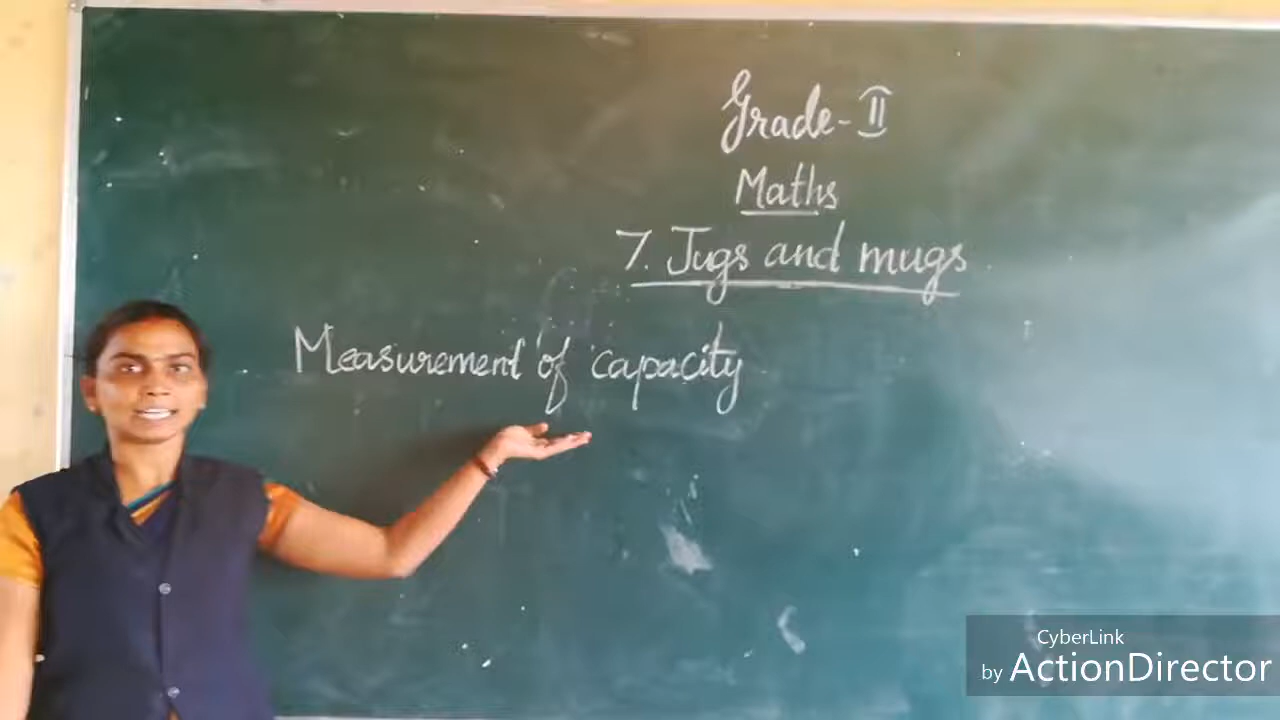 Grade-II
Maths
7. Jugs and mugs
Measurement of capacity
CyberLink
by ActionDirector